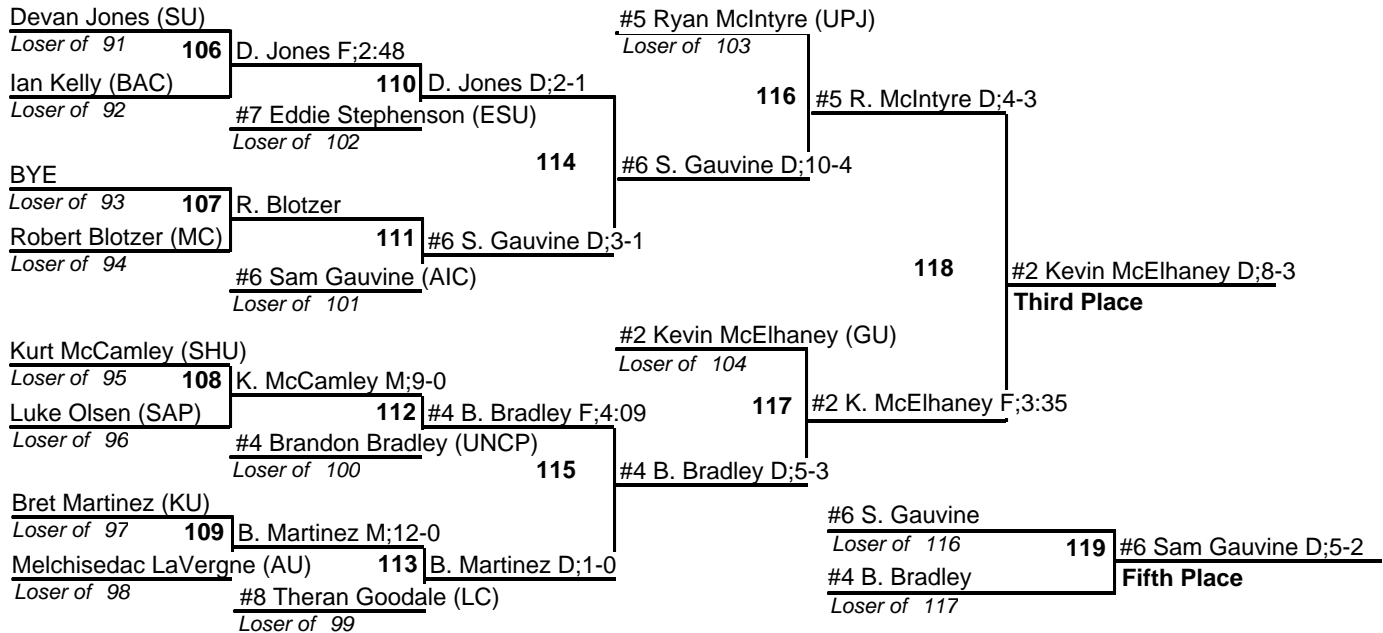 Devan Jones (SU)
Loser of 91
106
Ian Kelly (BAC)
Loser of 92
D. Jones F;2:48
110
#7 Eddie Stephenson (ESU)
Loser of 102
D. Jones D;2-1
BYE
Loser of 93
107
Robert Blotzer (MC)
Loser of 94
R. Blotzer
111
#6 Sam Gauvine (AIC)
Loser of 101
#6 S. Gauvine D;3-1
114
#5 Ryan McIntyre (UPJ)
Loser of 103
116
#6 S. Gauvine D;10-4
#5 R. McIntyre D;4-3
Kurt McCamley (SHU)
Loser of 95
108
Luke Olsen (SAP)
Loser of 96
K. McCamley M;9-0
112
#4 Brandon Bradley (UNCP)
Loser of 100
#4 B. Bradley F;4:09
Bret Martinez (KU)
Loser of 97
109
Melchisedac LaVergne (AU)
Loser of 98
B. Martinez M;12-0
113
#8 Theran Goodale (LC)
Loser of 99
B. Martinez D;1-0
115
#2 Kevin McElhaney (GU)
Loser of 104
117
#4 B. Bradley D;5-3
#2 K. McElhaney F;3:35
118
#2 Kevin McElhaney D;8-3
Third Place
#6 S. Gauvine
Loser of 116
119
#4 B. Bradley
Loser of 117
#6 Sam Gauvine D;5-2
Fifth Place